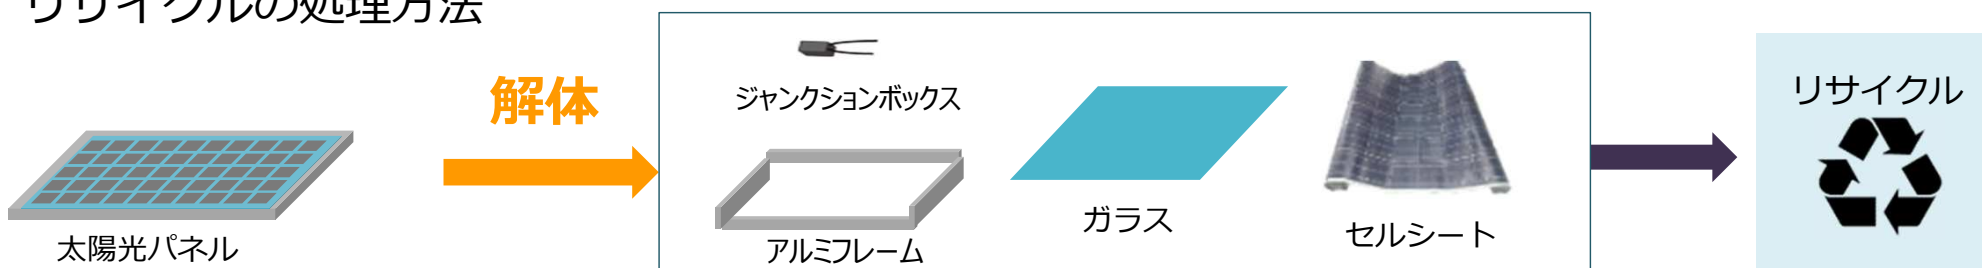 リサイクルの処理方法
解体
太陽光パネル
ジャンクションボックス
アルミフレーム
ガラス
セルシート
リサイクル